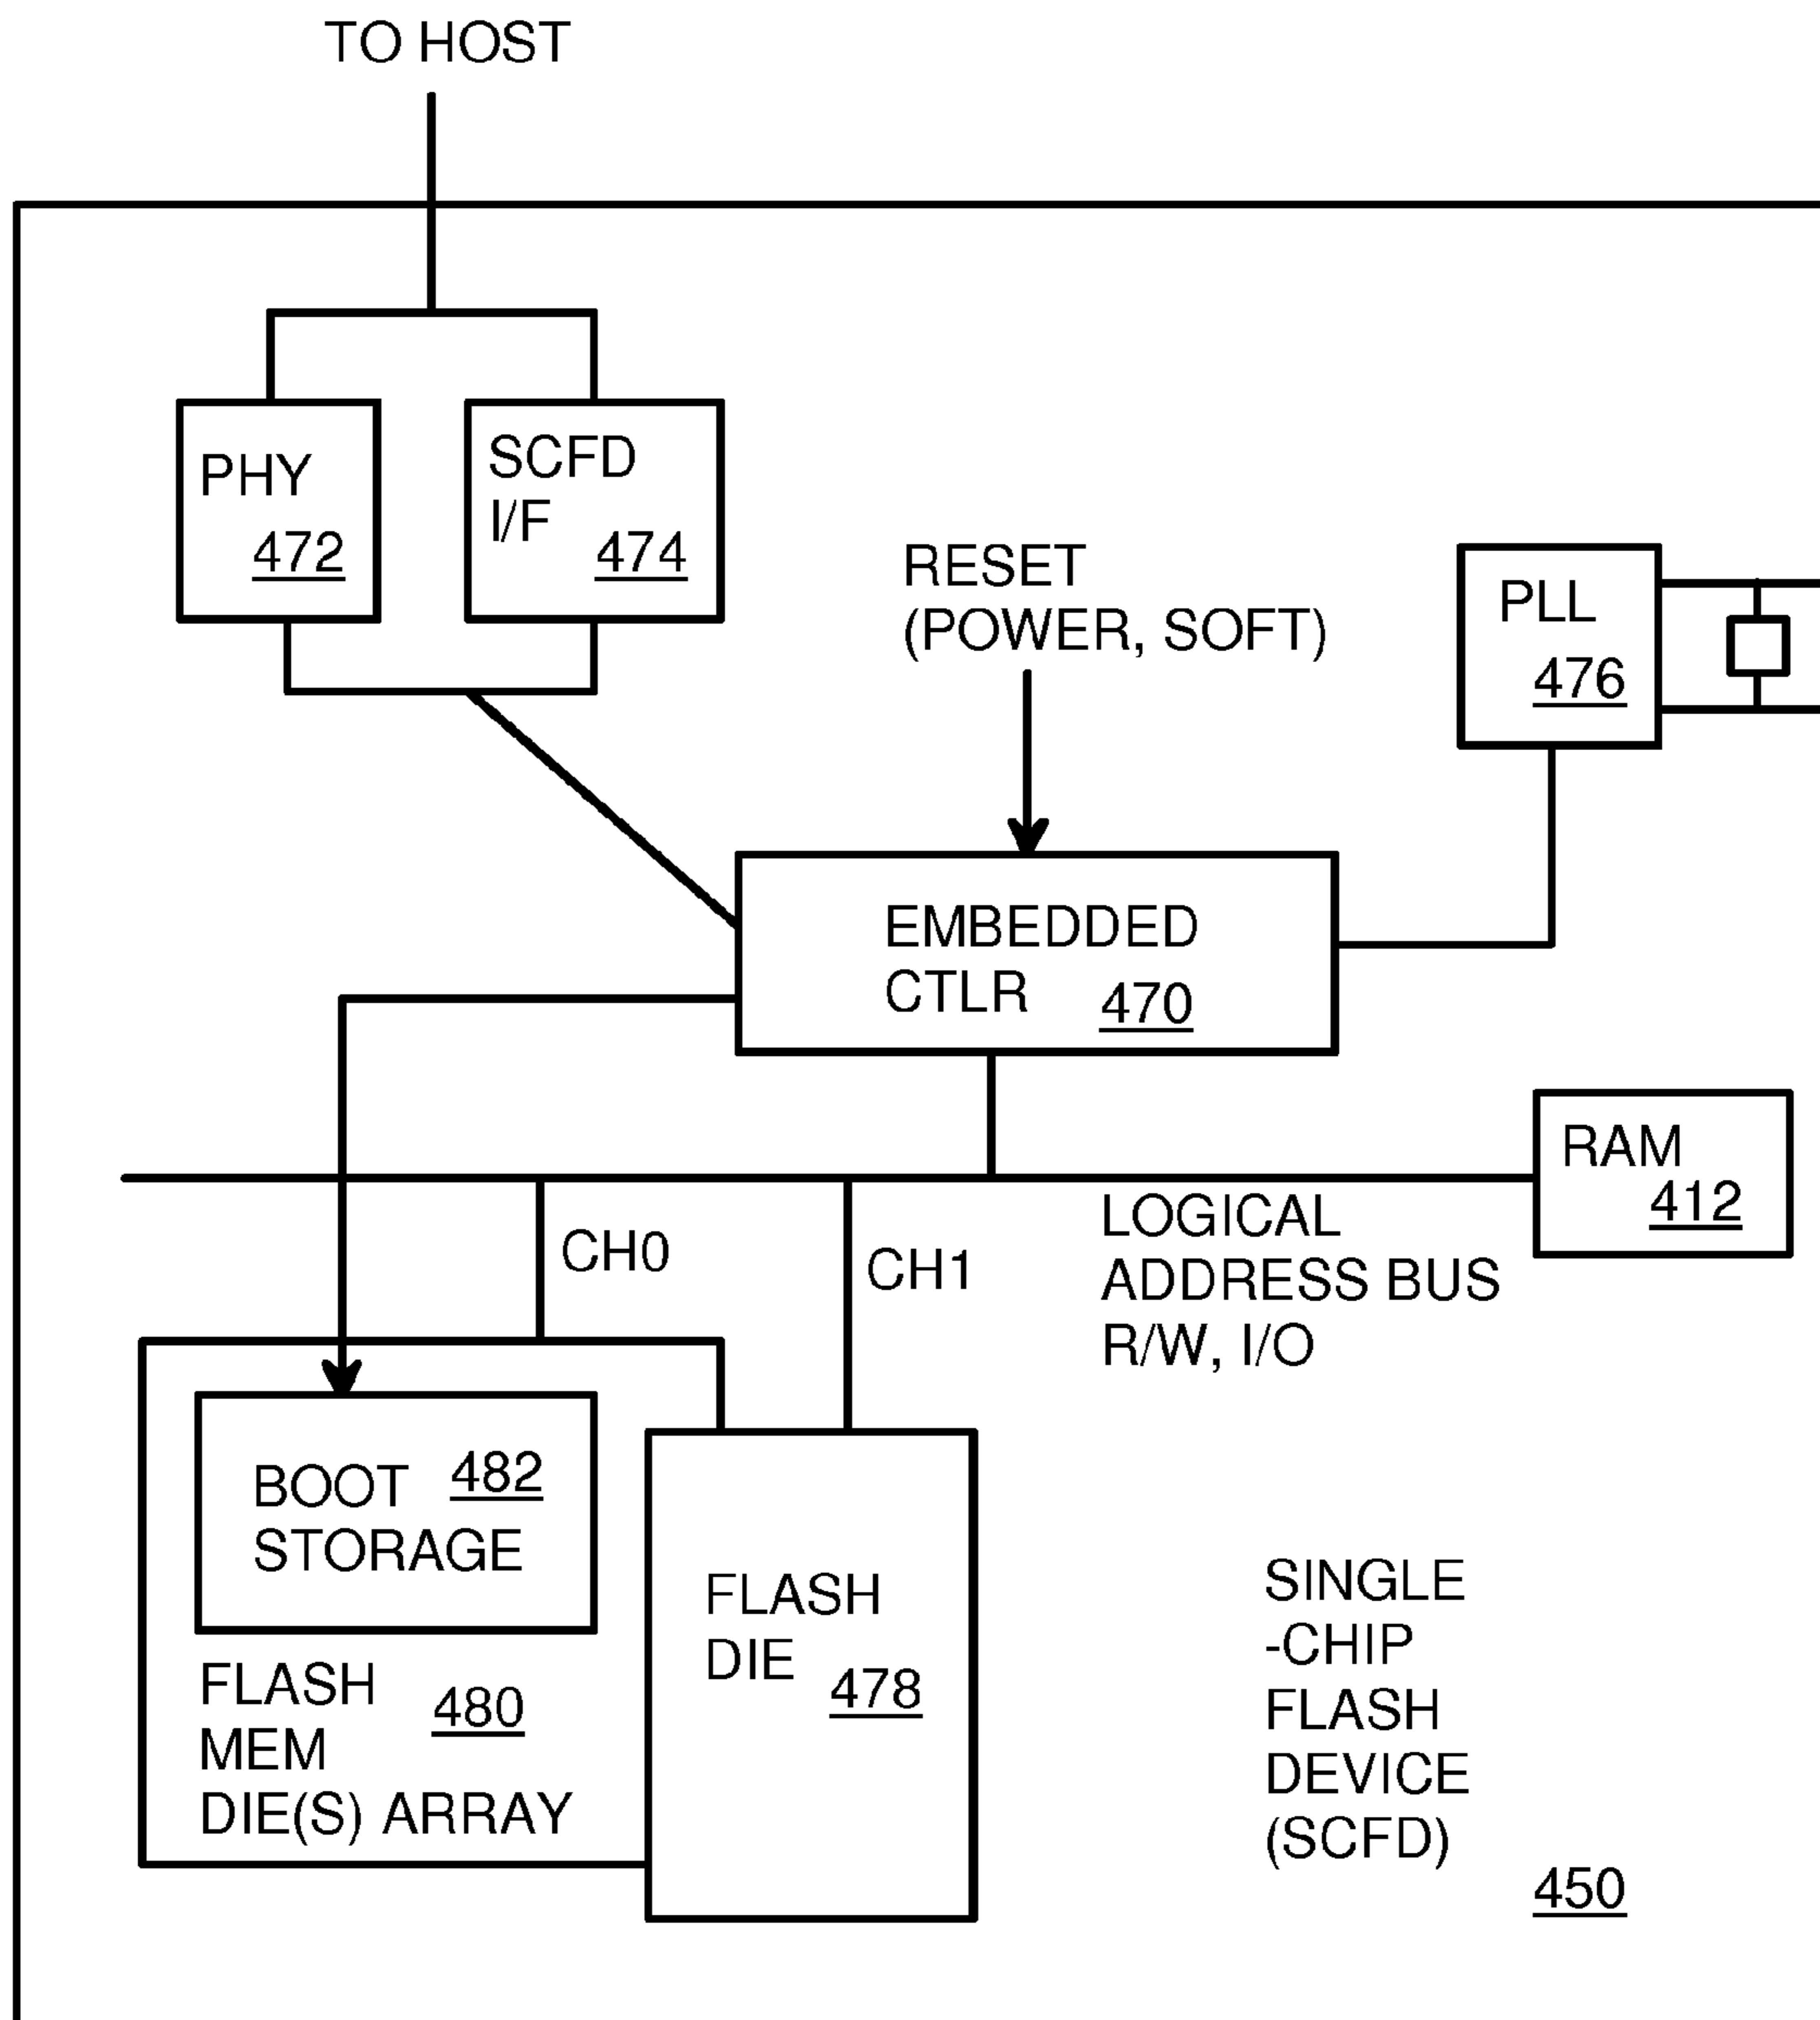 TO HOST
PHY
472
SCFD
I/F
474
RESET
(POWER, SOFT)
PLL
476
EMBEDDED
CTLR 470
RAM
412
CH0
CH1
LOGICAL
ADDRESS BUS
R/W, I/O
BOOT 482
STORAGE
FLASH
MEM 480
DIE(S) ARRAY
FLASH
DIE
478
SINGLE
-CHIP
FLASH
DEVICE
(SCFD)
450